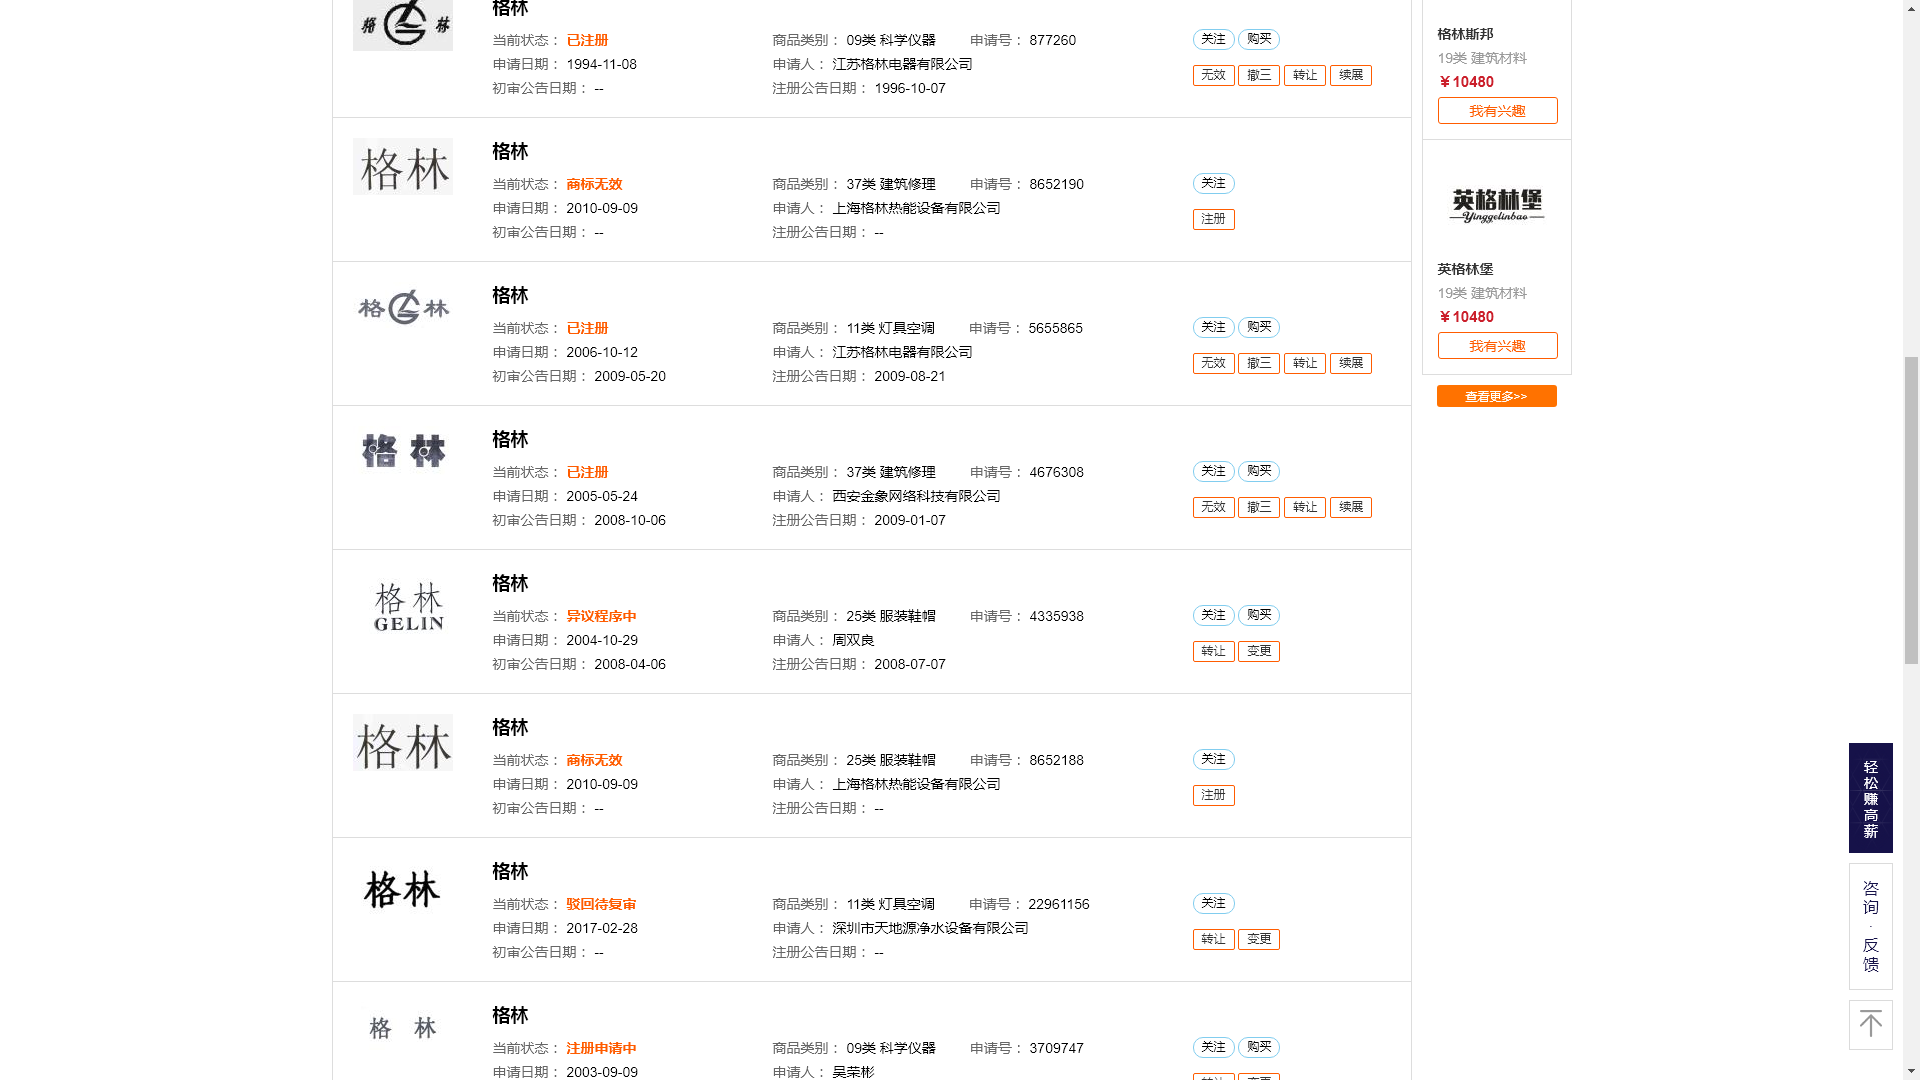 格 林
格林
当前状态： 已注册 商品类别： 09类 科学仪器 申请号： 877260 关注 购买
申请日期： 1994-11-08 申请人： 江苏格林电器有限公司 无效 撤三 转让 续展
初审公告日期： -- 注册公告日期： 1996-10-07
格林
格林
当前状态： 商标无效 商品类别： 37类 建筑修理 申请号： 8652190 关注
申请日期： 2010-09-09 申请人： 上海格林热能设备有限公司 注册
初审公告日期： -- 注册公告日期： --
格 林
格林
当前状态： 已注册 商品类别： 11类 灯具空调 申请号： 5655865 关注 购买
申请日期： 2006-10-12 申请人： 江苏格林电器有限公司 无效 撤三 转让 续展
初审公告日期： 2009-05-20 注册公告日期： 2009-08-21
格 林
格林
当前状态： 已注册 商品类别： 37类 建筑修理 申请号： 4676308 关注 购买
申请日期： 2005-05-24 申请人： 西安金象网络科技有限公司 无效 撤三 转让 续展
初审公告日期： 2008-10-06 注册公告日期： 2009-01-07
格林
GELIN
格林
当前状态： 异议程序中 商品类别： 25类 服装鞋帽 申请号： 4335938 关注 购买
申请日期： 2004-10-29 申请人： 周双良 转让 变更
初审公告日期： 2008-04-06 注册公告日期： 2008-07-07
格林
格林
当前状态： 商标无效 商品类别： 25类 服装鞋帽 申请号： 8652188 关注
申请日期： 2010-09-09 申请人： 上海格林热能设备有限公司 注册
初审公告日期： -- 注册公告日期： --
格林
格林
当前状态： 驳回待复审 商品类别： 11类 灯具空调 申请号： 22961156 关注
申请日期： 2017-02-28 申请人： 深圳市天地源净水设备有限公司 转让 变更
初审公告日期： -- 注册公告日期： --
格 林
格林
当前状态： 注册申请中 商品类别： 09类 科学仪器 申请号： 3709747 关注 购买
申请日期： 2003-09-09 申请人： 吴荣彬 转让 变更
格林斯邦
19类 建筑材料
￥10480
我有兴趣
英格林堡
Yinggelinbao
英格林堡
19类 建筑材料
￥10480
我有兴趣
查看更多>>
轻松赚高薪
咨询·反馈